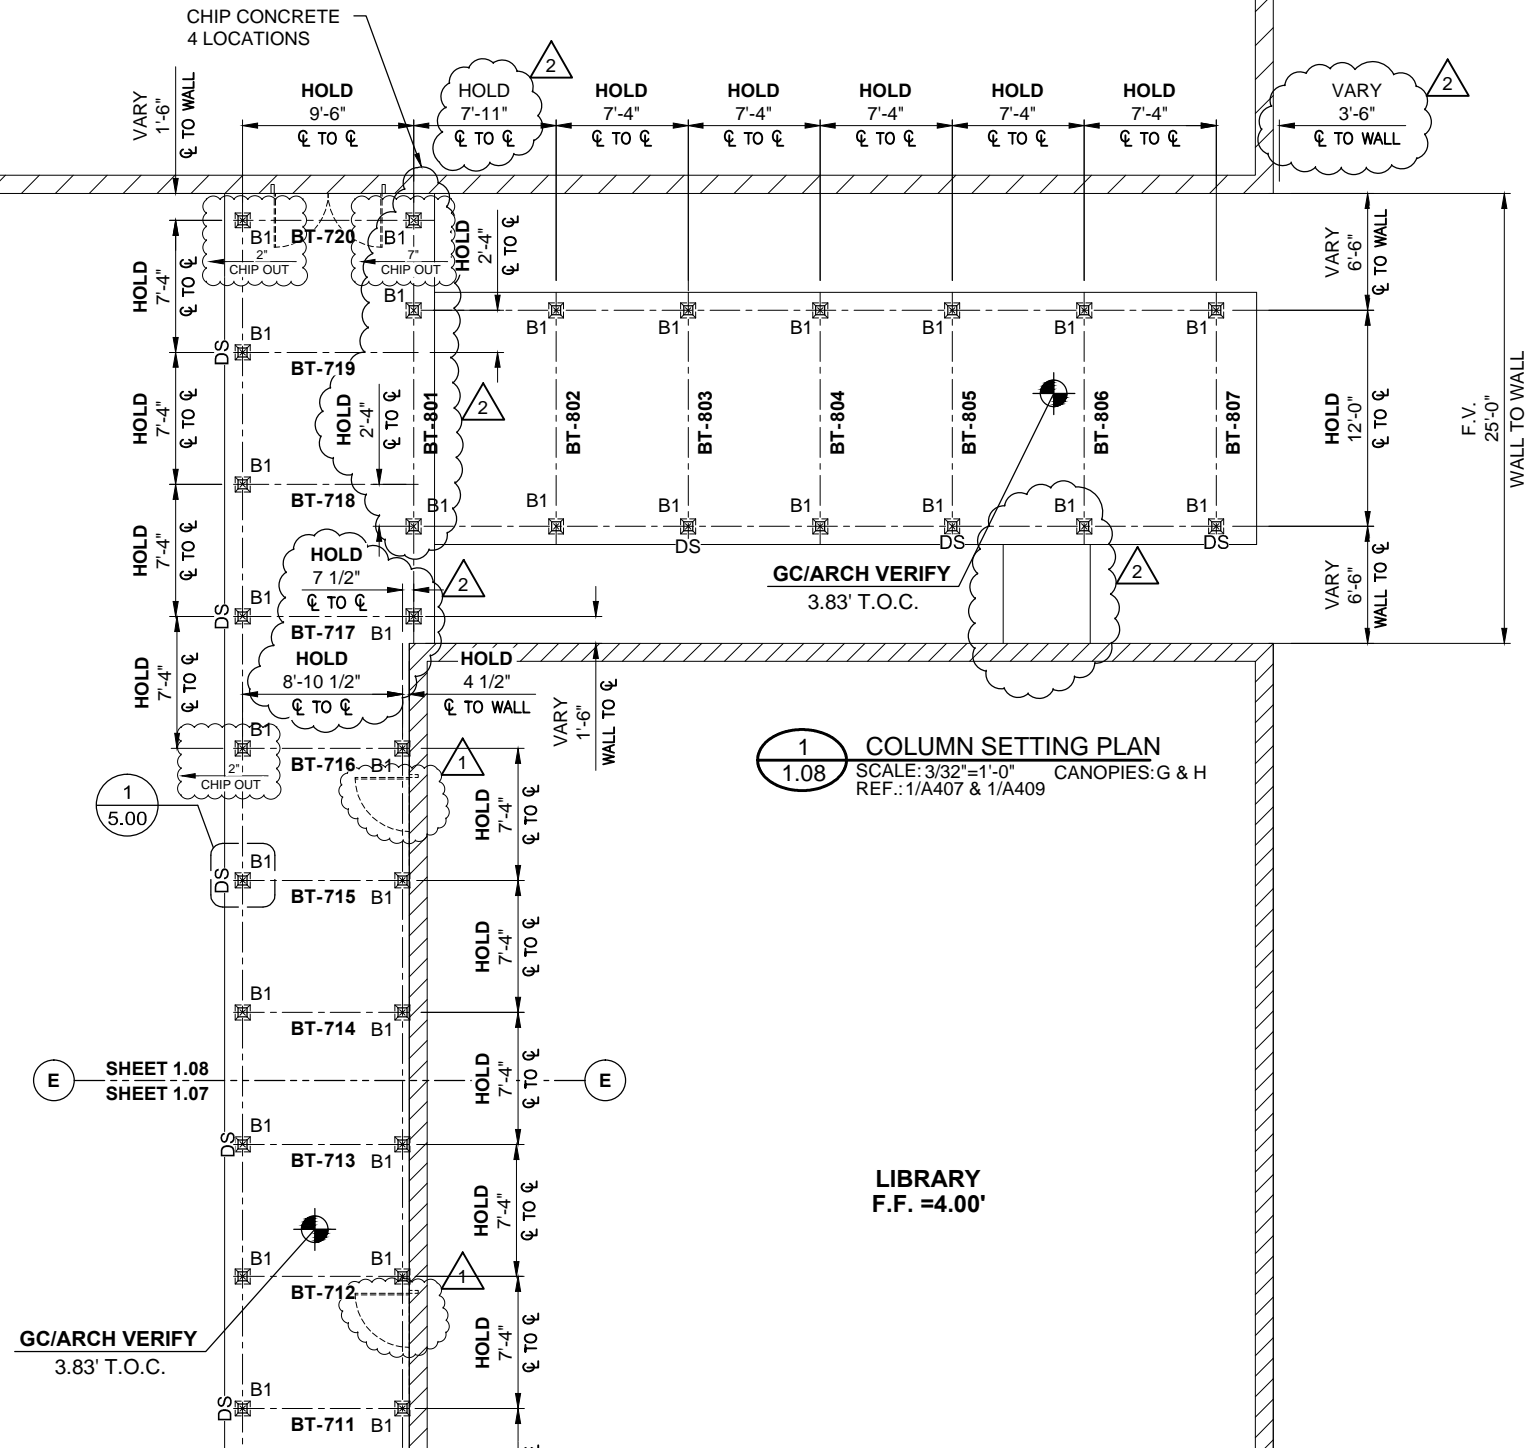 CHIP CONCRETE
4 LOCATIONS
VARY
1'-6"
℄ TO WALL
HOLD
9'-6"
℄ TO ℄
HOLD
7'-11"
℄ TO ℄
2
HOLD
7'-4"
℄ TO ℄
HOLD
7'-4"
℄ TO ℄
HOLD
7'-4"
℄ TO ℄
HOLD
7'-4"
℄ TO ℄
HOLD
7'-4"
℄ TO ℄
VARY
3'-6"
℄ TO WALL
2
B1
BT-720
B1
2"
CHIP OUT
7"
CHIP OUT
HOLD
2'-4"
℄ TO ℄
HOLD
7'-4"
℄ TO ℄
VARY
6'-6"
℄ TO WALL
B1
B1
B1
B1
B1
B1
B1
DS
B1
BT-719
HOLD
7'-4"
℄ TO ℄
HOLD
2'-4"
℄ TO ℄
BT-801
2
BT-802
BT-803
BT-804
BT-805
BT-806
BT-807
HOLD
12'-0"
℄ TO ℄
F.V.
25'-0"
WALL TO WALL
B1
BT-718
B1
B1
B1
B1
B1
B1
B1
DS
DS
DS
HOLD
7'-4"
℄ TO ℄
HOLD
7 1/2"
℄ TO ℄
2
GC/ARCH VERIFY
3.83' T.O.C.
2
VARY
6'-6"
WALL TO ℄
DS
B1
BT-717
B1
HOLD
8'-10 1/2"
℄ TO ℄
HOLD
4 1/2"
℄ TO WALL
HOLD
7'-4"
℄ TO ℄
VARY
1'-6"
WALL TO ℄
B1
BT-716
B1
1
2"
CHIP OUT
1
1.08
COLUMN SETTING PLAN
SCALE: 3/32"=1'-0"
CANOPIES:G & H
REF.: 1/A407 & 1/A409
1
5.00
HOLD
7'-4"
℄ TO ℄
DS
B1
BT-715
B1
HOLD
7'-4"
℄ TO ℄
B1
BT-714
B1
E
SHEET 1.08
SHEET 1.07
HOLD
7'-4"
℄ TO ℄
E
DS
B1
BT-713
B1
LIBRARY
F.F. =4.00'
HOLD
7'-4"
℄ TO ℄
B1
B1
BT-712
1
GC/ARCH VERIFY
3.83' T.O.C.
HOLD
7'-4"
℄ TO ℄
DS
B1
BT-711
B1